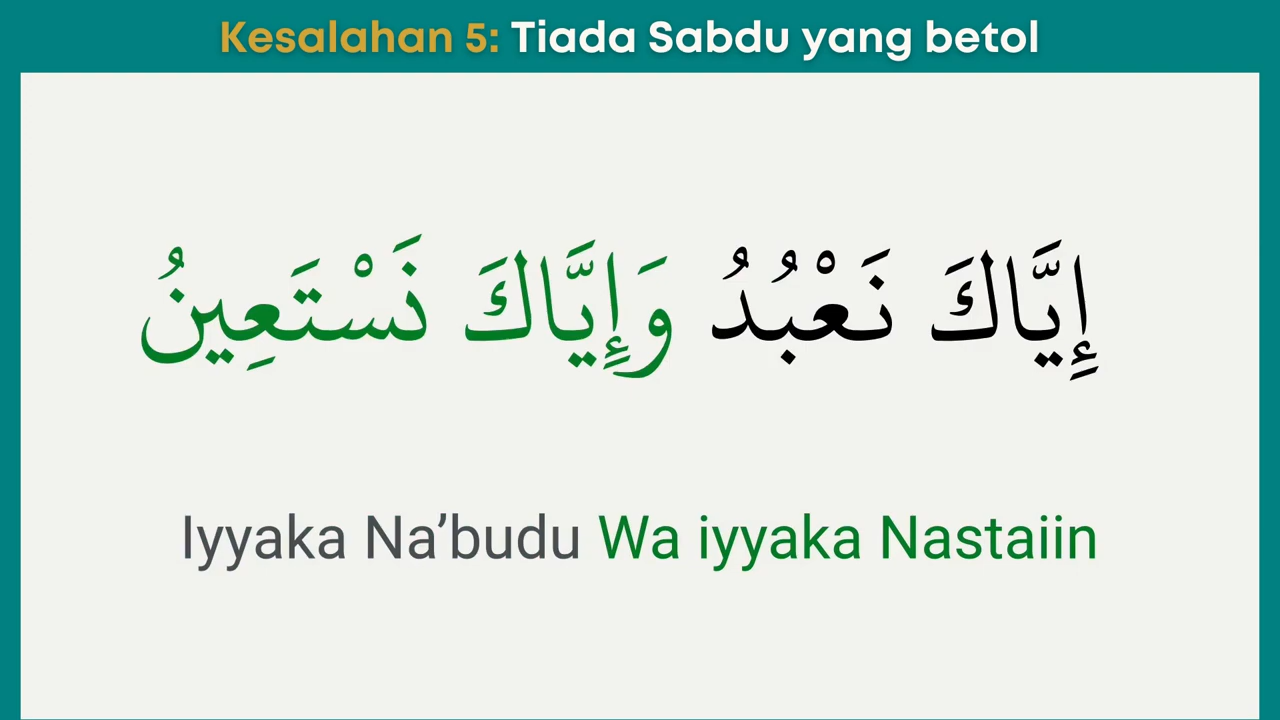 Kesalahan 5: Tiada Sabdu yang betol
إِيَّاكَ نَعْبُدُ وَإِيَّاكَ نَسْتَعِينُ
Iyyaka Na’budu Wa iyyaka Nastaiin